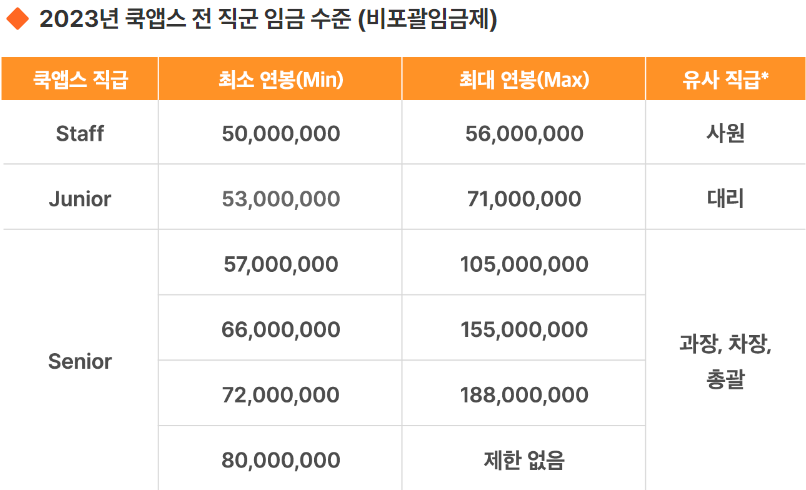 2023년 쿡앱스 전 직군 임금 수준 (비포괄임금제)
쿡앱스 직급 최소 연봉(Min) 최대 연봉(Max) 유사 직급*
Staff 50,000,000 56,000,000 사원
Junior 53,000,000 71,000,000 대리
Senior
57,000,000 105,000,000
66,000,000 155,000,000
72,000,000 188,000,000
80,000,000 제한 없음
과장, 차장,
총괄